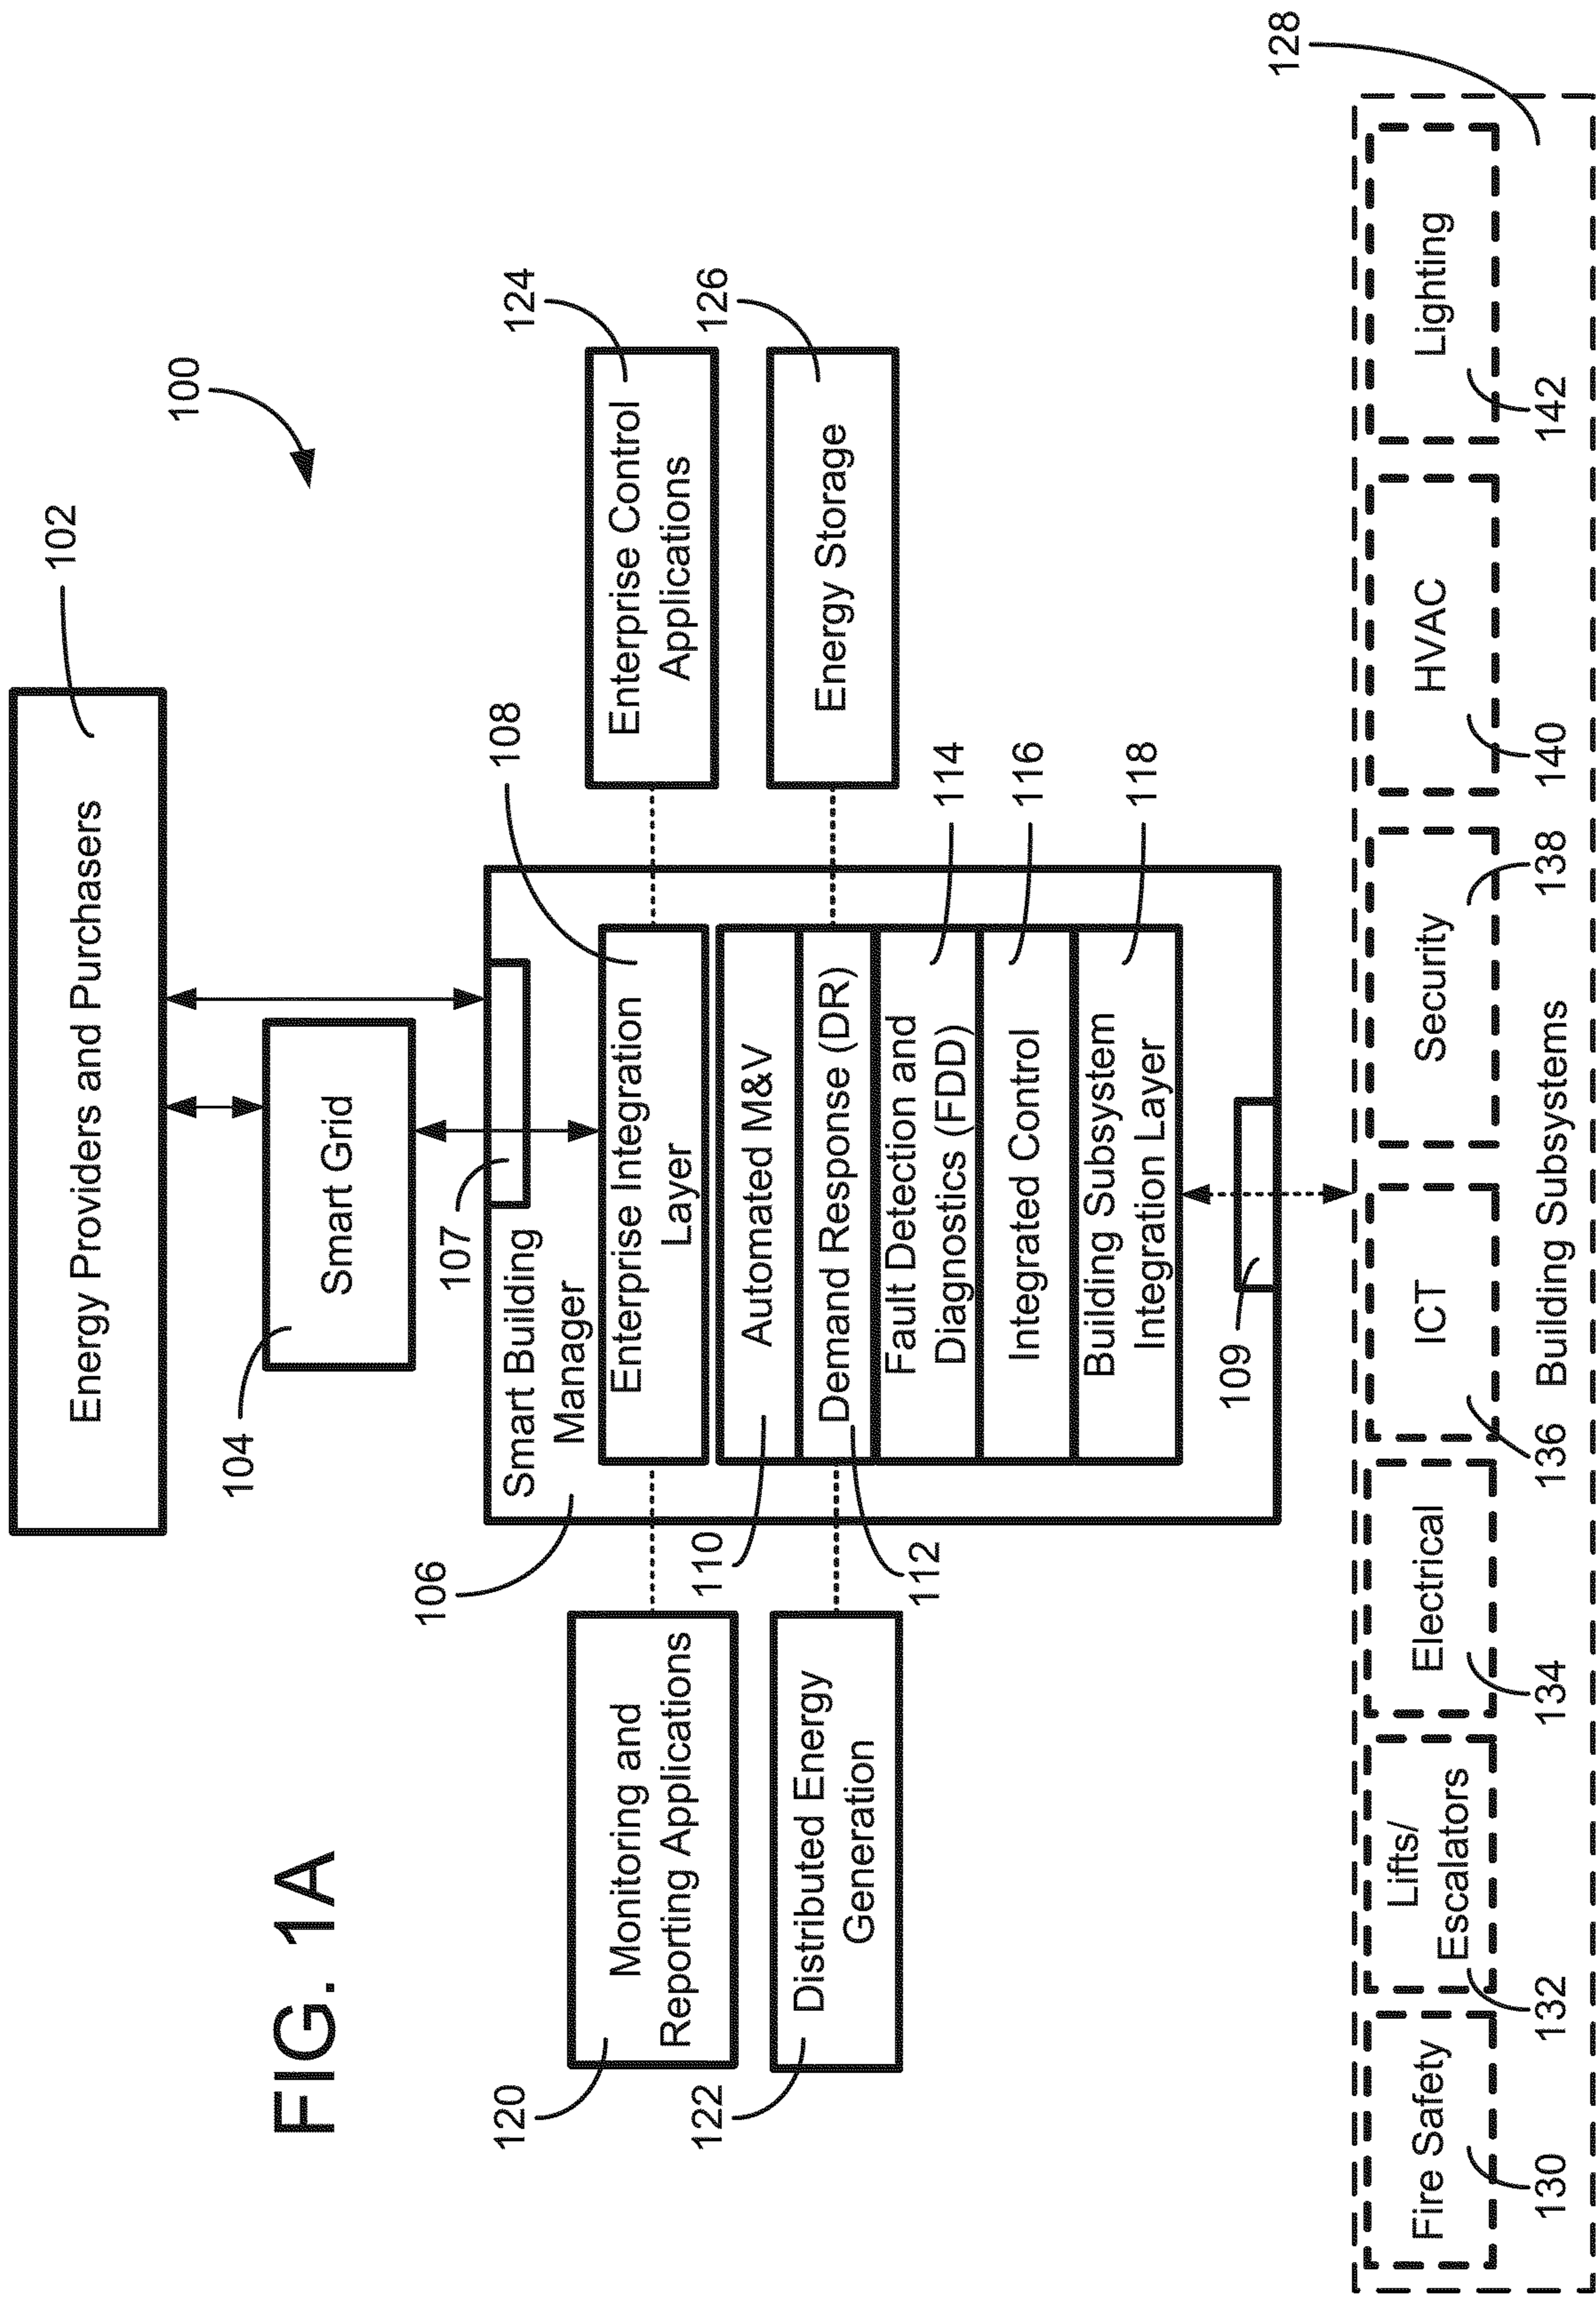 FIG. 1A
100
102
Energy Providers and Purchasers
104
Smart Grid
106
107
Smart Building
Manager
108
Enterprise Integration
Layer
110
Automated M&V
112
Demand Response (DR)
114
Fault Detection and
Diagnostics (FDD)
116
Integrated Control
118
Building Subsystem
Integration Layer
109
120
Monitoring and
Reporting Applications
122
Distributed Energy
Generation
124
Enterprise Control
Applications
126
Energy Storage
128
Fire Safety
130
Lifts/
Escalators
132
Electrical
134
ICT
136
Security
138
HVAC
140
Lighting
142
Building Subsystems